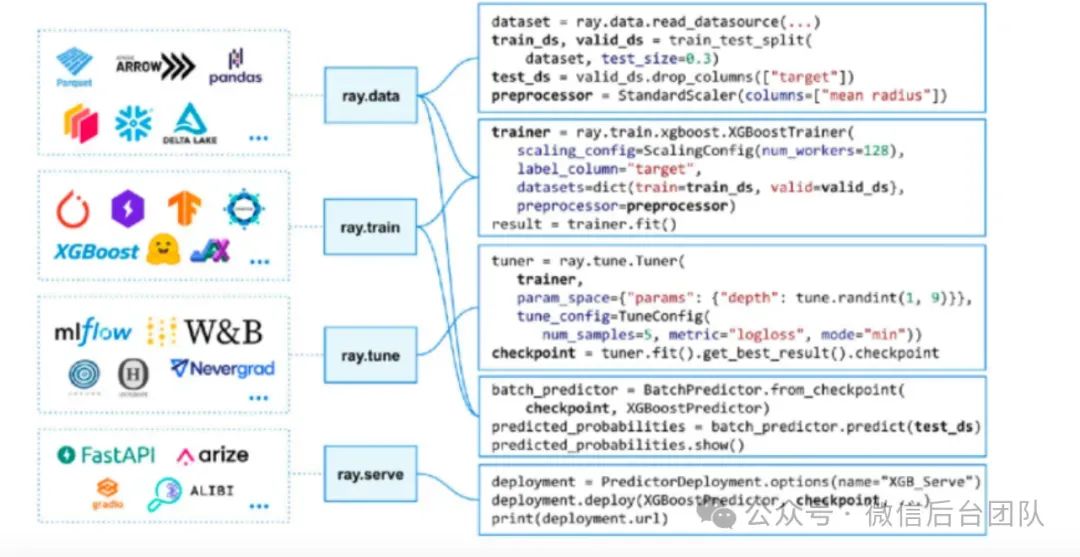 Parquet
APACHE
ARROW
pandas
DELTA LAKE
...
XGBoost
JAX
...
mlflow
W&B
Nevergrad
...
FastAPI
arize
gradio
ALIBI
...
ray.data
ray.train
ray.tune
ray.serve
dataset = ray.data.read_datasource(...)
train_ds, valid_ds = train_test_split(
dataset, test_size=0.3)
test_ds = valid_ds.drop_columns(["target"])
preprocessor = StandardScaler(columns=["mean radius"])
trainer = ray.train.xgboost.XGBoostTrainer(
scaling_config=ScalingConfig(num_workers=128),
label_column="target",
datasets=dict(train=train_ds, valid=valid_ds},
preprocessor=preprocessor)
result = trainer.fit()
tuner = ray.tune.Tuner(
trainer,
param_space={"params": {"depth": tune.randint(1, 9)}},
tune_config=TuneConfig(
num_samples=5, metric="logloss", mode="min"))
checkpoint = tuner.fit().get_best_result().checkpoint
batch_predictor = BatchPredictor.from_checkpoint(
checkpoint, XGBoostPredictor)
predicted_probabilities = batch_predictor.predict(test_ds)
predicted_probabilities.show()
deployment = PredictorDeployment.options(name="XGB_Serve")
deployment.deploy(XGBoostPredictor, checkpoint, ...)
print(deployment.url)
公众号 · 微信后台团队